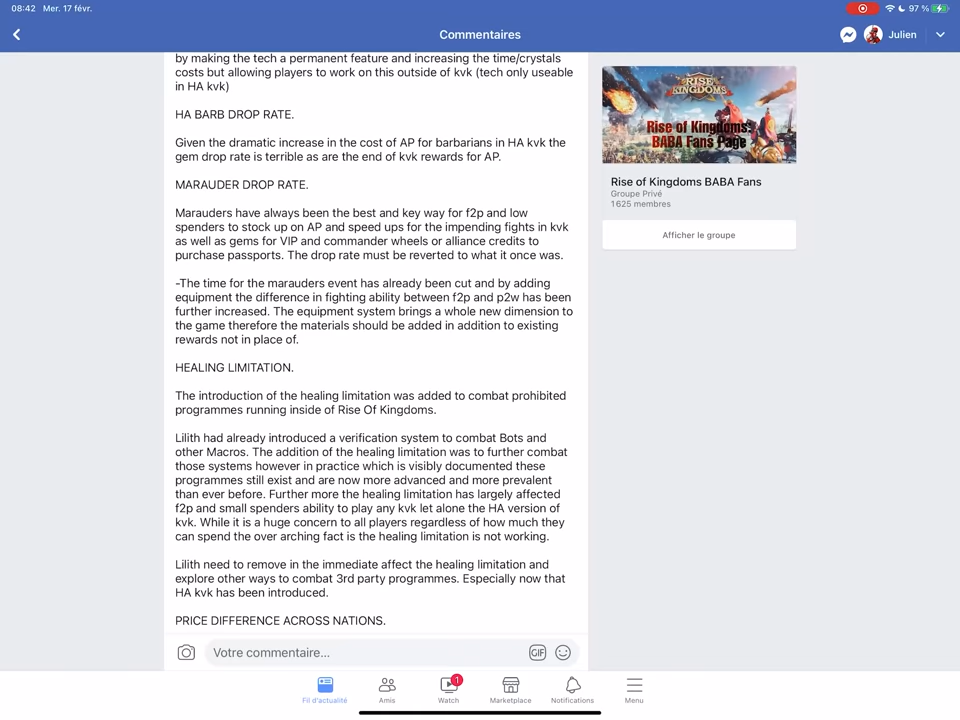 08:42 Mer. 17 févr.
97 %
Commentaires
Julien
by making the tech a permanent feature and increasing the time/crystals
costs but allowing players to work on this outside of kvk (tech only useable
in HA kvk)
HA BARB DROP RATE.
Given the dramatic increase in the cost of AP for barbarians in HA kvk the
gem drop rate is terrible as are the end of kvk rewards for AP.
MARAUDER DROP RATE.
Marauders have always been the best and key way for f2p and low
spenders to stock up on AP and speed ups for the impending fights in kvk
as well as gems for VIP and commander wheels or alliance credits to
purchase passports. The drop rate must be reverted to what it once was.
-The time for the marauders event has already been cut and by adding
equipment the difference in fighting ability between f2p and p2w has been
further increased. The equipment system brings a whole new dimension to
the game therefore the materials should be added in addition to existing
rewards not in place of.
HEALING LIMITATION.
The introduction of the healing limitation was added to combat prohibited
programmes running inside of Rise Of Kingdoms.
Lilith had already introduced a verification system to combat Bots and
other Macros. The addition of the healing limitation was to further combat
those systems however in practice which is visibly documented these
programmes still exist and are now more advanced and more prevalent
than ever before. Further more the healing limitation has largely affected
f2p and small spenders ability to play any kvk let alone the HA version of
kvk. While it is a huge concern to all players regardless of how much they
can spend the over arching fact is the healing limitation is not working.
Lilith need to remove in the immediate affect the healing limitation and
explore other ways to combat 3rd party programmes. Especially now that
HA kvk has been introduced.
PRICE DIFFERENCE ACROSS NATIONS.
Votre commentaire...
GIF
RISE OF
KINGDOMS
Rise of Kingdoms:
BABA Fans Page
Rise of Kingdoms BABA Fans
Groupe Privé
1 625 membres
Afficher le groupe
1
Fil d'actualité
Amis
Watch
Marketplace
Notifications
Menu